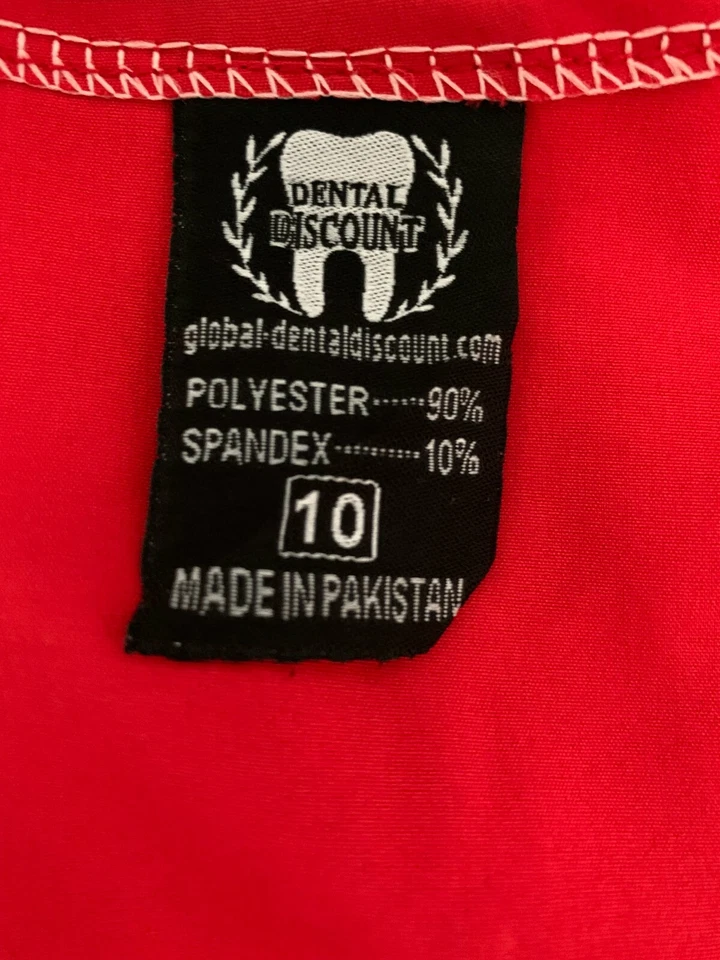 DENTAL
DISCOUNT
global-dentaldiscount.com
POLYESTER······90%
SPANDEX··········10%
10
MADE IN PAKISTAN